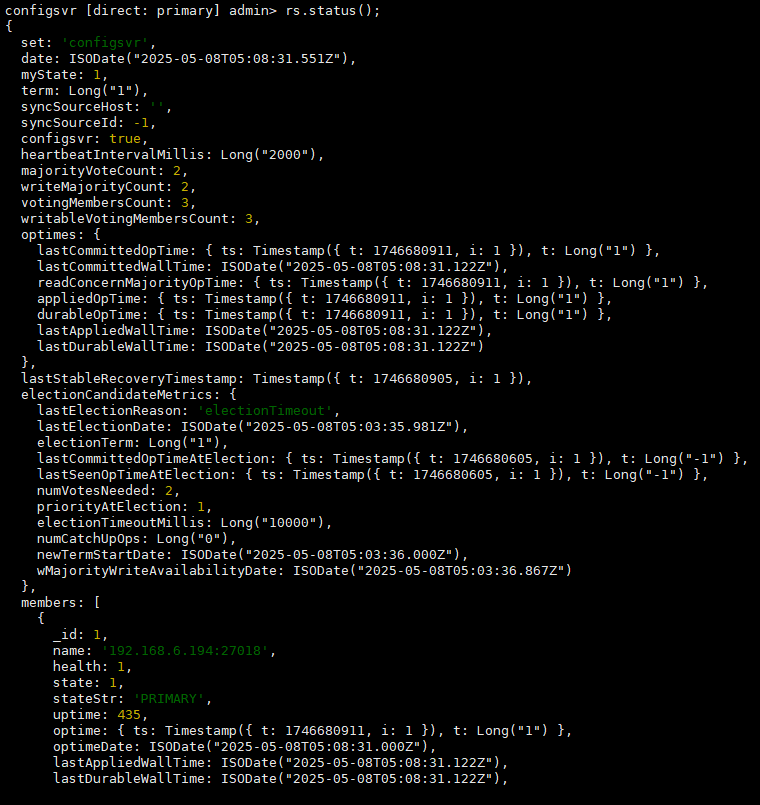 configsvr [direct: primary] admin> rs.status();
{
  set: 'configsvr',
  date: ISODate("2025-05-08T05:08:31.551Z"),
  myState: 1,
  term: Long("1"),
  syncSourceHost: '',
  syncSourceId: -1,
  configsvr: true,
  heartbeatIntervalMillis: Long("2000"),
  majorityVoteCount: 2,
  writeMajorityCount: 2,
  votingMembersCount: 3,
  writableVotingMembersCount: 3,
  optimes: {
    lastCommittedOpTime: { ts: Timestamp({ t: 1746680911, i: 1 }), t: Long("1") },
    lastCommittedWallTime: ISODate("2025-05-08T05:08:31.122Z"),
    readConcernMajorityOpTime: { ts: Timestamp({ t: 1746680911, i: 1 }), t: Long("1") },
    appliedOpTime: { ts: Timestamp({ t: 1746680911, i: 1 }), t: Long("1") },
    durableOpTime: { ts: Timestamp({ t: 1746680911, i: 1 }), t: Long("1") },
    lastAppliedWallTime: ISODate("2025-05-08T05:08:31.122Z"),
    lastDurableWallTime: ISODate("2025-05-08T05:08:31.122Z")
  },
  lastStableRecoveryTimestamp: Timestamp({ t: 1746680905, i: 1 }),
  electionCandidateMetrics: {
    lastElectionReason: 'electionTimeout',
    lastElectionDate: ISODate("2025-05-08T05:03:35.981Z"),
    electionTerm: Long("1"),
    lastCommittedOpTimeAtElection: { ts: Timestamp({ t: 1746680605, i: 1 }), t: Long("-1") },
    lastSeenOpTimeAtElection: { ts: Timestamp({ t: 1746680605, i: 1 }), t: Long("-1") },
    numVotesNeeded: 2,
    priorityAtElection: 1,
    electionTimeoutMillis: Long("10000"),
    numCatchUpOps: Long("0"),
    newTermStartDate: ISODate("2025-05-08T05:03:36.000Z"),
    wMajorityWriteAvailabilityDate: ISODate("2025-05-08T05:03:36.867Z")
  },
  members: [
    {
      _id: 1,
      name: '192.168.6.194:27018',
      health: 1,
      state: 1,
      stateStr: 'PRIMARY',
      uptime: 435,
      optime: { ts: Timestamp({ t: 1746680911, i: 1 }), t: Long("1") },
      optimeDate: ISODate("2025-05-08T05:08:31.000Z"),
      lastAppliedWallTime: ISODate("2025-05-08T05:08:31.122Z"),
      lastDurableWallTime: ISODate("2025-05-08T05:08:31.122Z"),